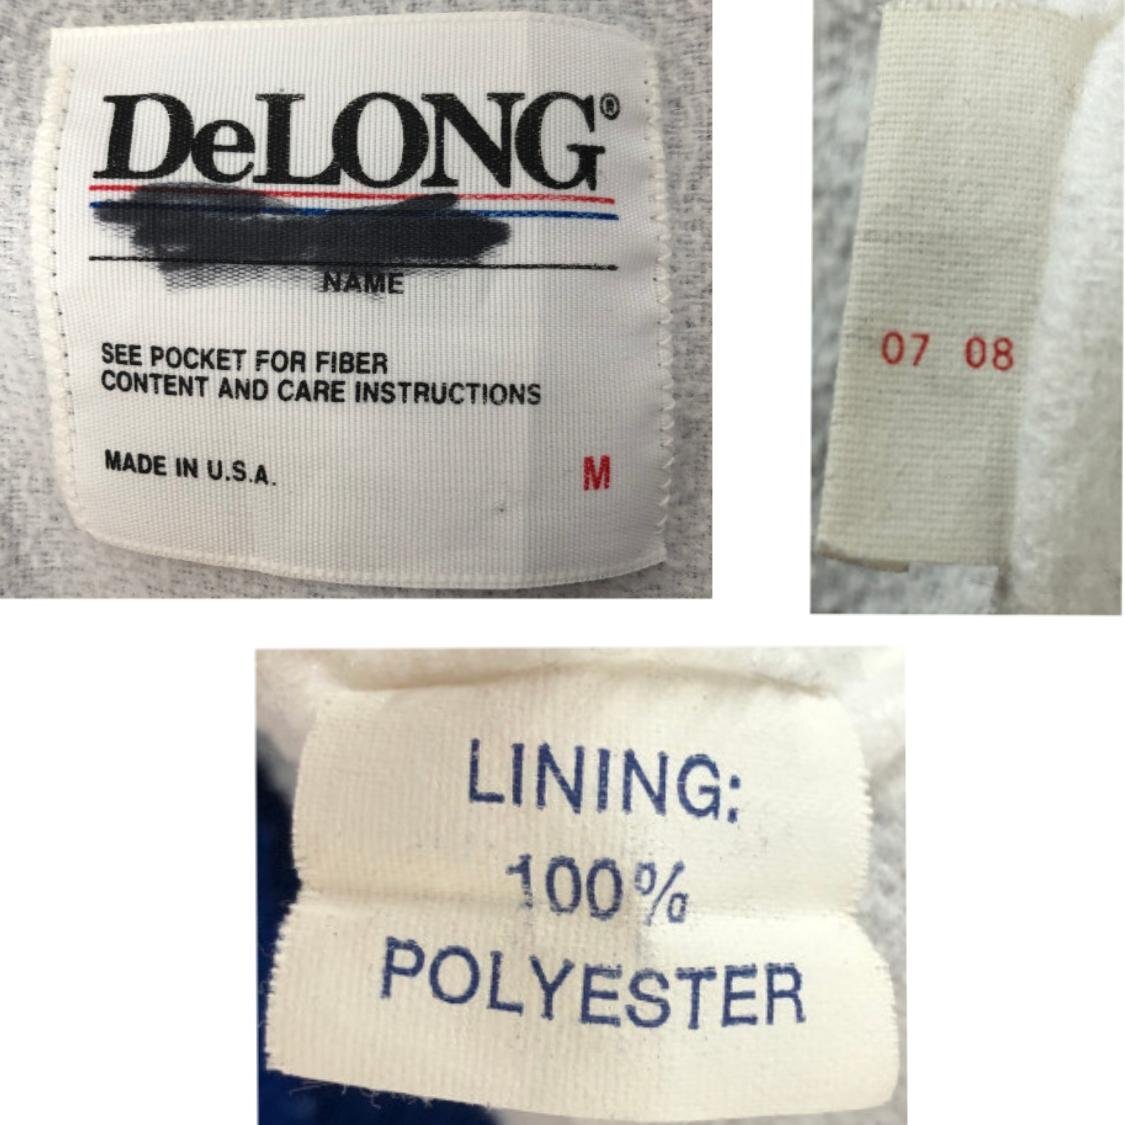 DeLONG®
NAME
SEE POCKET FOR FIBER
CONTENT AND CARE INSTRUCTIONS
MADE IN U.S.A.
M
07 08
LINING:
100%
POLYESTER